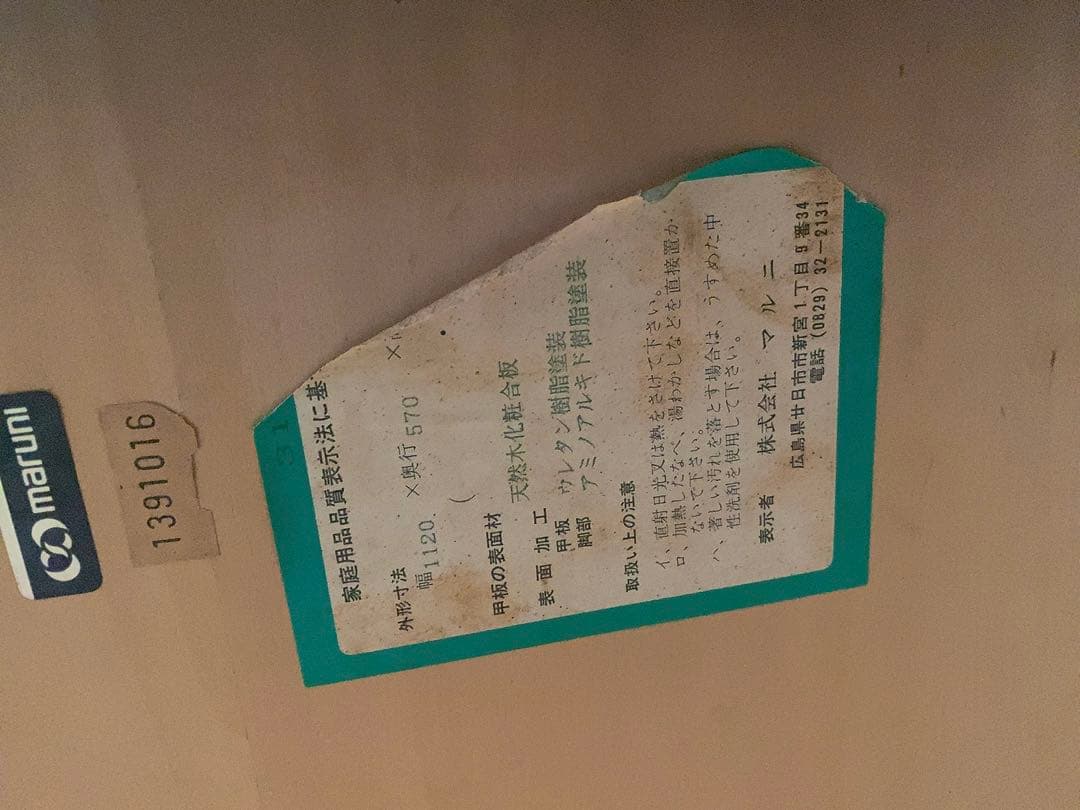 maruni
1391016
31
家庭用品品質表示法に基
外形寸法
幅1120 ×奥行570 ×
(
甲板の表面材 天然木化粧合板
表面加工
甲板 ウレタン樹脂塗装
脚部 アミノアルキド樹脂塗装
取扱い上の注意
イ、直射日光又は熱をさけて下さい。
ロ、加熱したなべ、湯わかしなどを直接置か
ないで下さい。
ハ、著しい汚れを落とす場合は、うすめた中
性洗剤を使用して下さい。
表示者 株式会社 マルニ
広島県廿日市市新宮1丁目9番34
電話 (0829) 32-2131